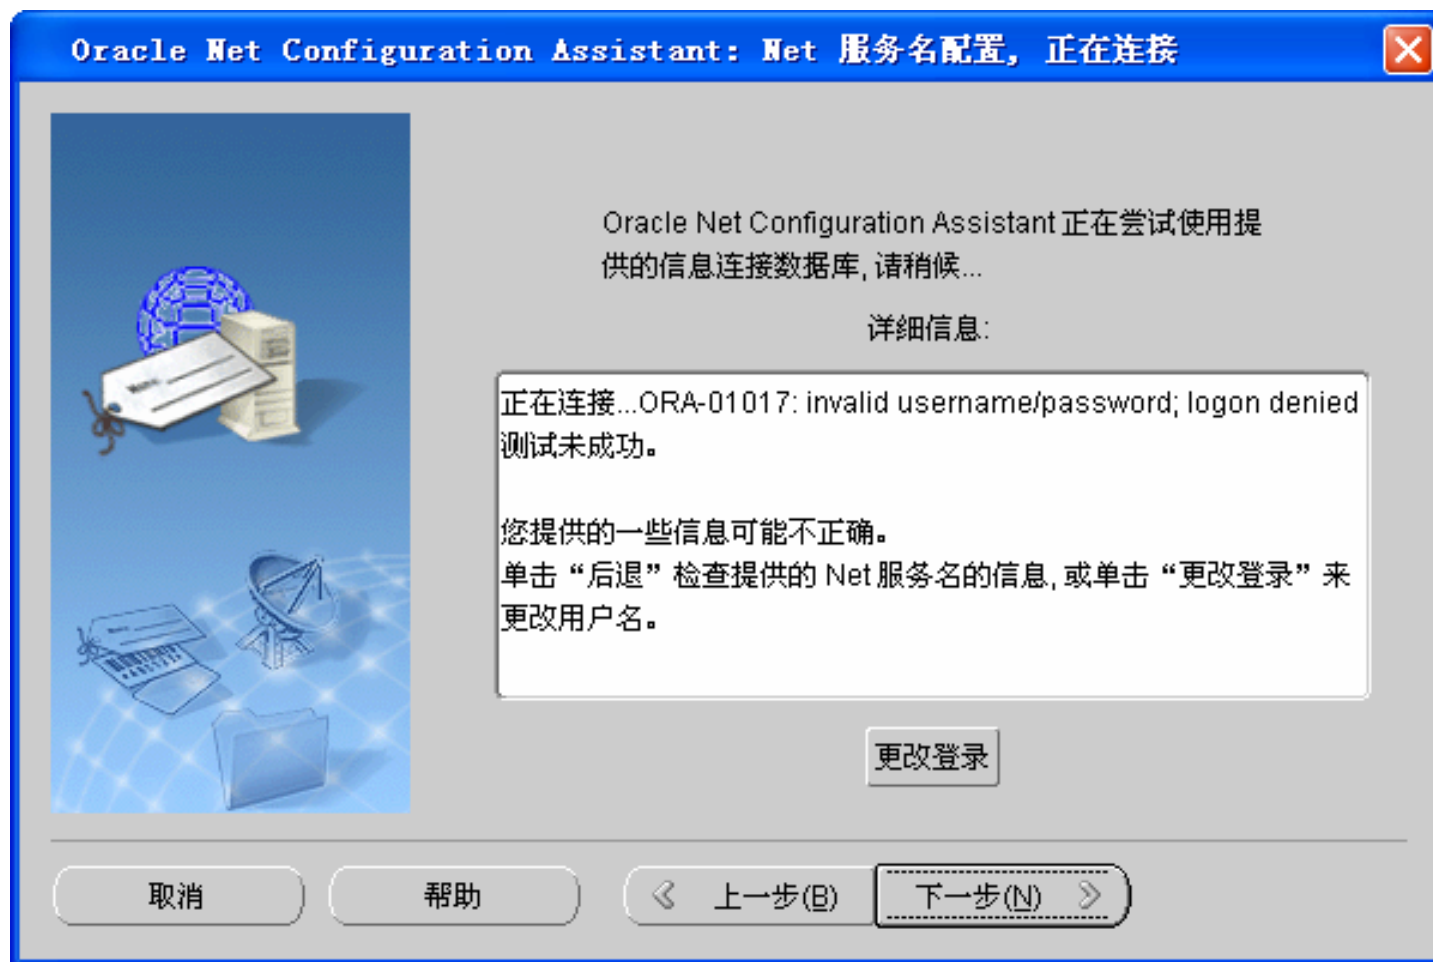 Oracle Net Configuration Assistant: Net 服务名配置, 正在连接
Oracle Net Configuration Assistant 正在尝试使用提
供的信息连接数据库, 请稍候...
详细信息:
正在连接...ORA-01017: invalid username/password; logon denied
测试未成功。
您提供的一些信息可能不正确。
单击“后退”检查提供的 Net 服务名的信息, 或单击“更改登录”来
更改用户名。
更改登录
取消
帮助
上一步(B)
下一步(N)